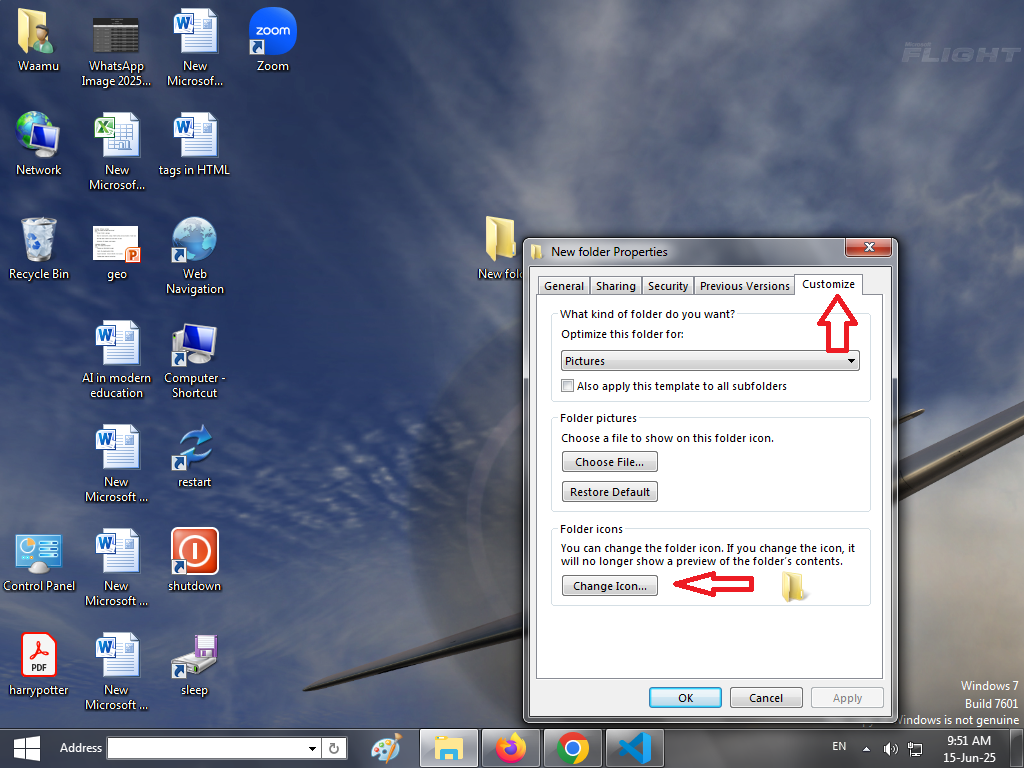 Waamu
WhatsApp
Image 2025...
New
Microsof...
zoom
Zoom
FLIGHT
Network
New
Microsof...
tags in HTML
Recycle Bin
geo
Web
Navigation
New fol
AI in modern
education
Computer -
Shortcut
New
Microsoft ...
restart
Control Panel
New
Microsoft ...
shutdown
PDF
harrypotter
New
Microsoft ...
sleep
New folder Properties
General
Sharing
Security
Previous Versions
Customize
What kind of folder do you want?
Optimize this folder for:
Pictures
Also apply this template to all subfolders
Folder pictures
Choose a file to show on this folder icon.
Choose File...
Restore Default
Folder icons
You can change the folder icon. If you change the icon, it
will no longer show a preview of the folder's contents.
Change Icon...
OK
Cancel
Apply
Windows 7
Build 7601
Windows is not genuine
Address
EN
9:51 AM
15-Jun-25